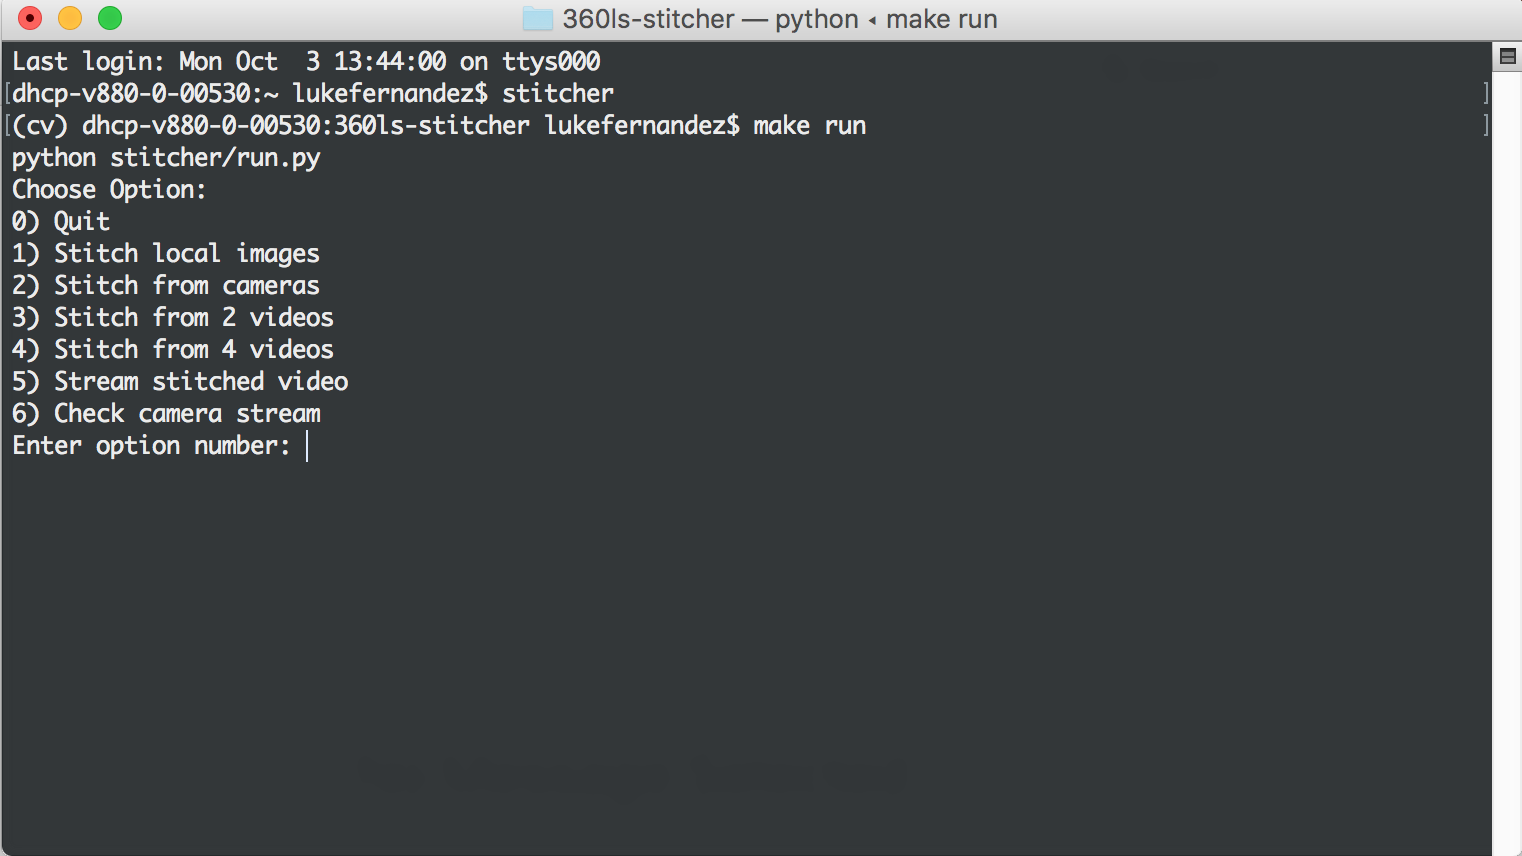 360ls-stitcher — python ◂ make run
Last login: Mon Oct  3 13:44:00 on ttys000
[dhcp-v880-0-00530:~ lukefernandez$ stitcher ]
[(cv) dhcp-v880-0-00530:360ls-stitcher lukefernandez$ make run ]
python stitcher/run.py
Choose Option:
0) Quit
1) Stitch local images
2) Stitch from cameras
3) Stitch from 2 videos
4) Stitch from 4 videos
5) Stream stitched video
6) Check camera stream
Enter option number: